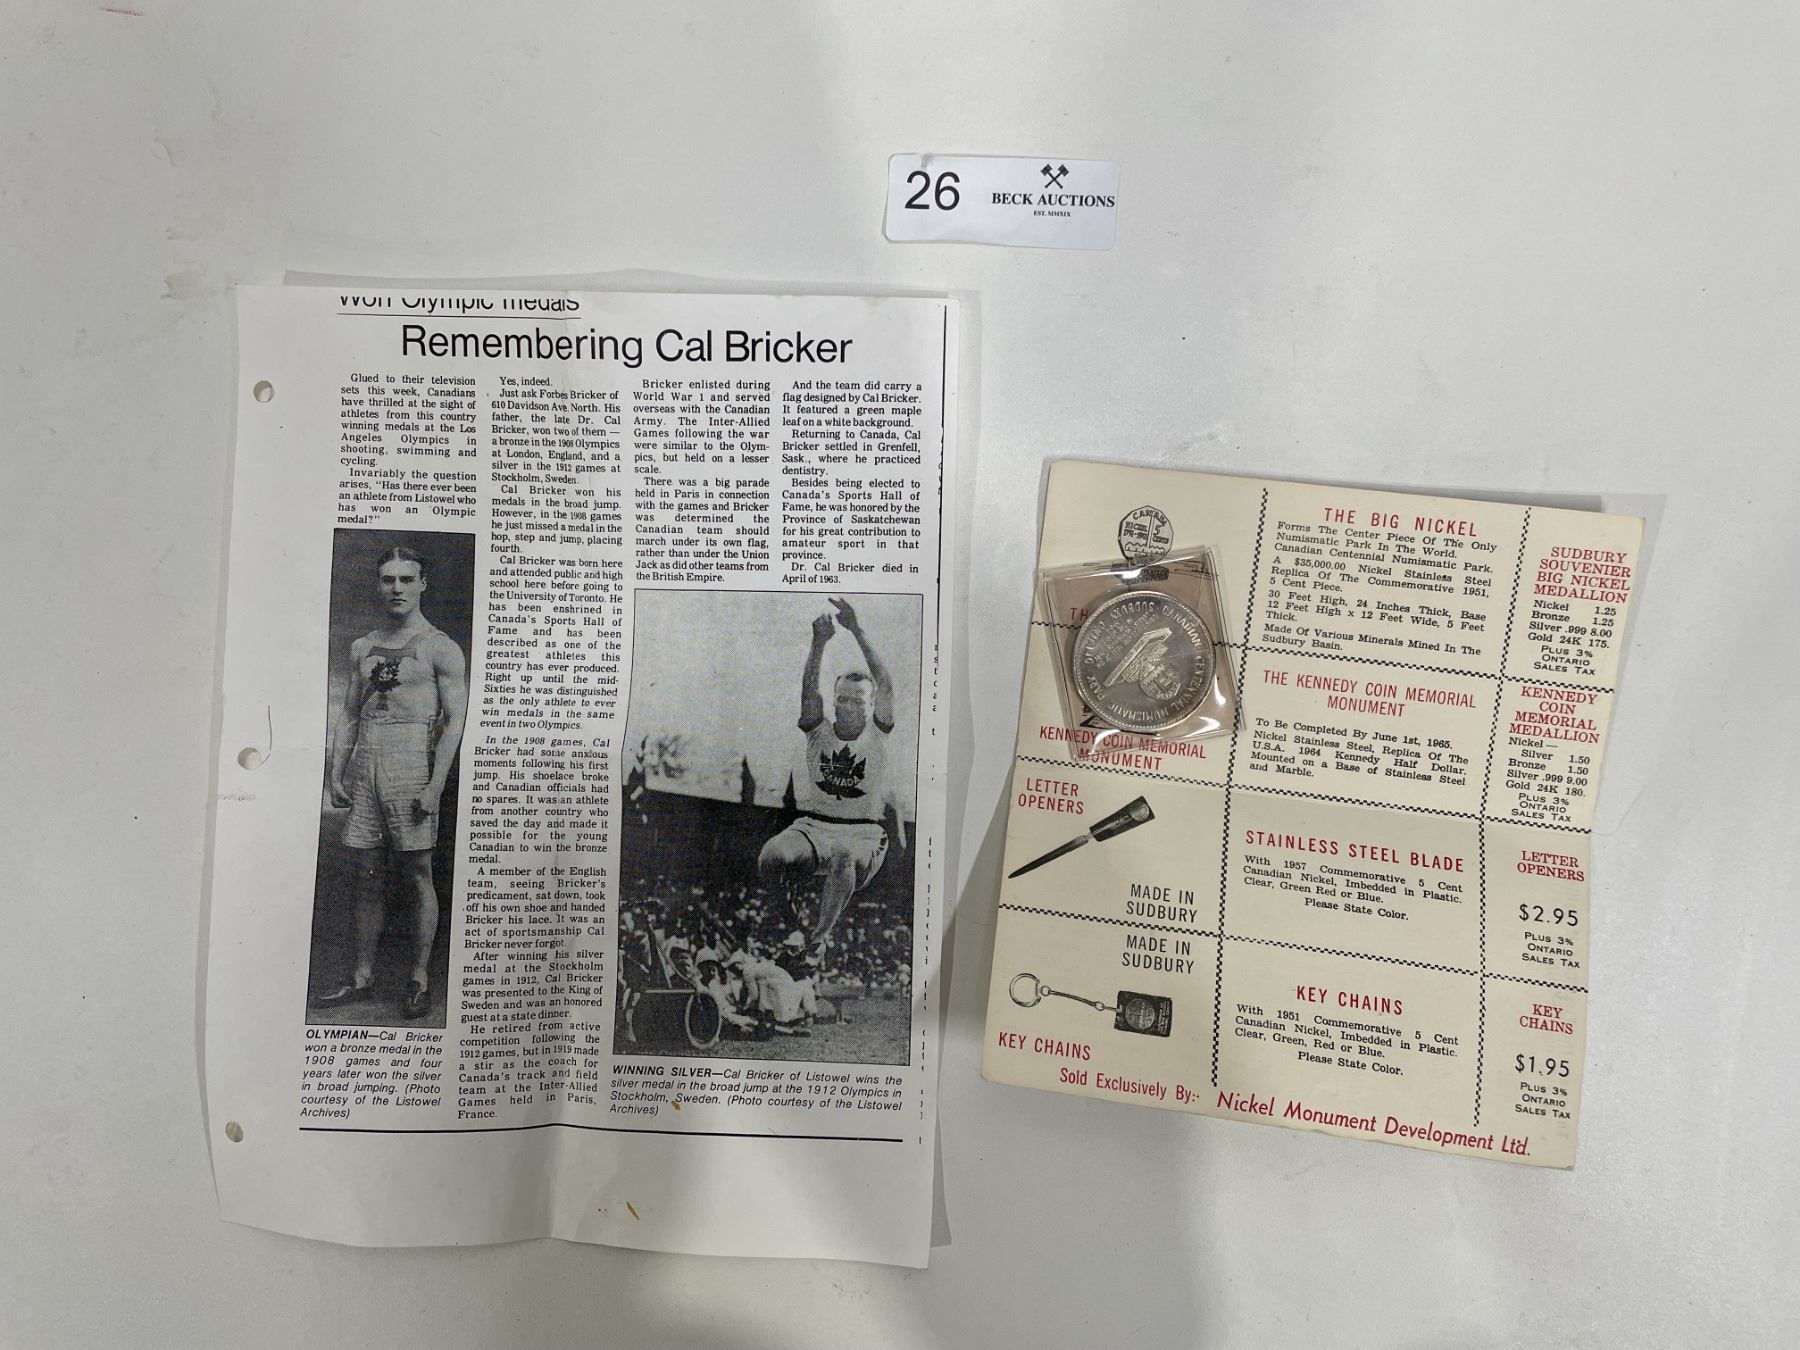 26
BECK AUCTIONS
EST. MMXIX
Won Olympic medals
Remembering Cal Bricker
Glued to their television
sets this week, Canadians
have thrilled at the sight of
athletes from this country
winning medals at the Los
Angeles Olympics in
shooting, swimming and
cycling.
Invariably the question
arises, "Has there ever been
an athlete from Listowel who
has won an Olympic
medal?"
OLYMPIAN—Cal Bricker
won a bronze medal in the
1908 games and four
years later won the silver
in broad jumping. (Photo
courtesy of the Listowel
Archives)
Yes, indeed.
Just ask Forbes Bricker of
610 Davidson Ave. North. His
father, the late Dr. Cal
Bricker, won two of them —
a bronze in the 1908 Olympics
at London, England, and a
silver in the 1912 games at
Stockholm, Sweden.
Cal Bricker won his
medals in the broad jump.
However, in the 1908 games
he just missed a medal in the
hop, step and jump, placing
fourth.
Cal Bricker was born here
and attended public and high
school here before going to
the University of Toronto. He
has been enshrined in
Canada's Sports Hall of
Fame and has been
described as one of the
greatest athletes this
country has ever produced.
Right up until the mid-
Sixties he was distinguished
as the only athlete to ever
win medals in the same
event in two Olympics.
In the 1908 games, Cal
Bricker had some anxious
moments following his first
jump. His shoelace broke
and Canadian officials had
no spares. It was an athlete
from another country who
saved the day and made it
possible for the young
Canadian to win the bronze
medal.
A member of the English
team, seeing Bricker's
predicament, sat down, took
off his own shoe and handed
Bricker his lace. It was an
act of sportsmanship Cal
Bricker never forgot.
After winning his silver
medal at the Stockholm
games in 1912, Cal Bricker
was presented to the King of
Sweden and was an honored
guest at a state dinner.
He retired from active
competition following the
1912 games, but in 1919 made
a stir as the coach for
Canada's track and field
team at the Inter-Allied
Games held in Paris,
France.
Bricker enlisted during
World War 1 and served
overseas with the Canadian
Army. The Inter-Allied
Games following the war
were similar to the Olym-
pics, but held on a lesser
scale.
There was a big parade
held in Paris in connection
with the games and Bricker
was determined the
Canadian team should
march under its own flag,
rather than under the Union
Jack as did other teams from
the British Empire.
And the team did carry a
flag designed by Cal Bricker.
It featured a green maple
leaf on a white background.
Returning to Canada, Cal
Bricker settled in Grenfell,
Sask., where he practiced
dentistry.
Besides being elected to
Canada's Sports Hall of
Fame, he was honored by the
Province of Saskatchewan
for his great contribution to
amateur sport in that
province.
Dr. Cal Bricker died in
April of 1963.
CANADA
WINNING SILVER—Cal Bricker of Listowel wins the
silver medal in the broad jump at the 1912 Olympics in
Stockholm, Sweden. (Photo courtesy of the Listowel
Archives)
CANADA
5
CENTS
TH
CANADIAN CENTENNIAL NUMISMATIC PARK
SUDBURY
KENNEDY COIN MEMORIAL
MONUMENT
LETTER
OPENERS
MADE IN
SUDBURY
MADE IN
SUDBURY
KEY CHAINS
THE BIG NICKEL
Forms The Center Piece Of The Only
Numismatic Park In The World.
Canadian Centennial Numismatic Park.
A $35,000.00 Nickel Stainless Steel
Replica Of The Commemorative 1951,
5 Cent Piece.
30 Feet High, 24 Inches Thick, Base
12 Feet High x 12 Feet Wide, 5 Feet
Thick.
Made Of Various Minerals Mined In The
Sudbury Basin.
SUDBURY
SOUVENIER
BIG NICKEL
MEDALLION
Nickel 1.25
Bronze 1.25
Silver .999 8.00
Gold 24K 175.
PLUS 3%
ONTARIO
SALES TAX
THE KENNEDY COIN MEMORIAL
MONUMENT
To Be Completed By June 1st, 1965.
Nickel Stainless Steel, Replica Of The
U.S.A. 1964 Kennedy Half Dollar.
Mounted on a Base of Stainless Steel
and Marble.
KENNEDY
COIN
MEMORIAL
MEDALLION
Nickel —
Silver 1.50
Bronze 1.50
Silver .999 9.00
Gold 24K 180.
PLUS 3%
ONTARIO
SALES TAX
STAINLESS STEEL BLADE
With 1957 Commemorative 5 Cent
Canadian Nickel, Imbedded in Plastic.
Clear, Green Red or Blue.
Please State Color.
LETTER
OPENERS
$2.95
PLUS 3%
ONTARIO
SALES TAX
KEY CHAINS
With 1951 Commemorative 5 Cent
Canadian Nickel, Imbedded in Plastic.
Clear, Green, Red or Blue.
Please State Color.
KEY
CHAINS
$1.95
PLUS 3%
ONTARIO
SALES TAX
Sold Exclusively By:- Nickel Monument Development Ltd.